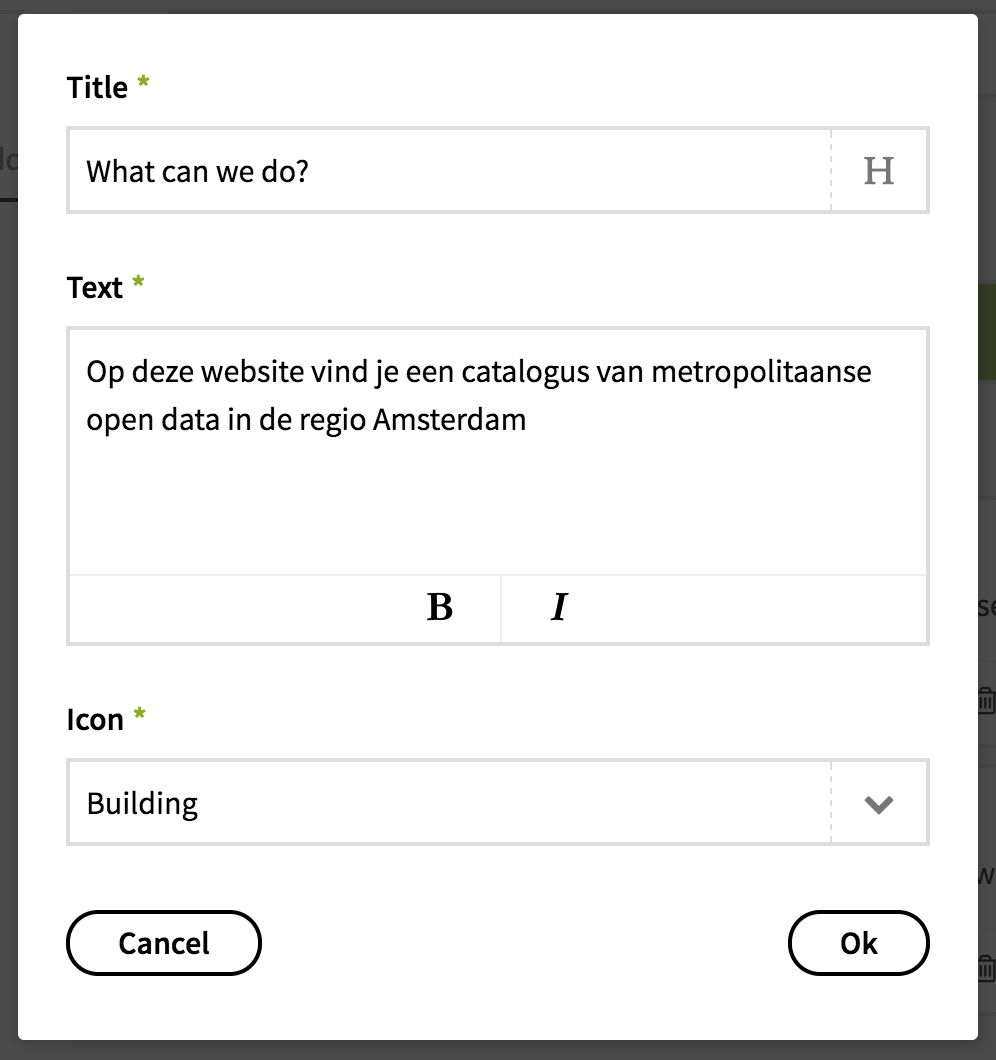 Title *
What can we do?
H
Text *
Op deze website vind je een catalogus van metropolitaanse
open data in de regio Amsterdam
B I
Icon *
Building
Cancel Ok